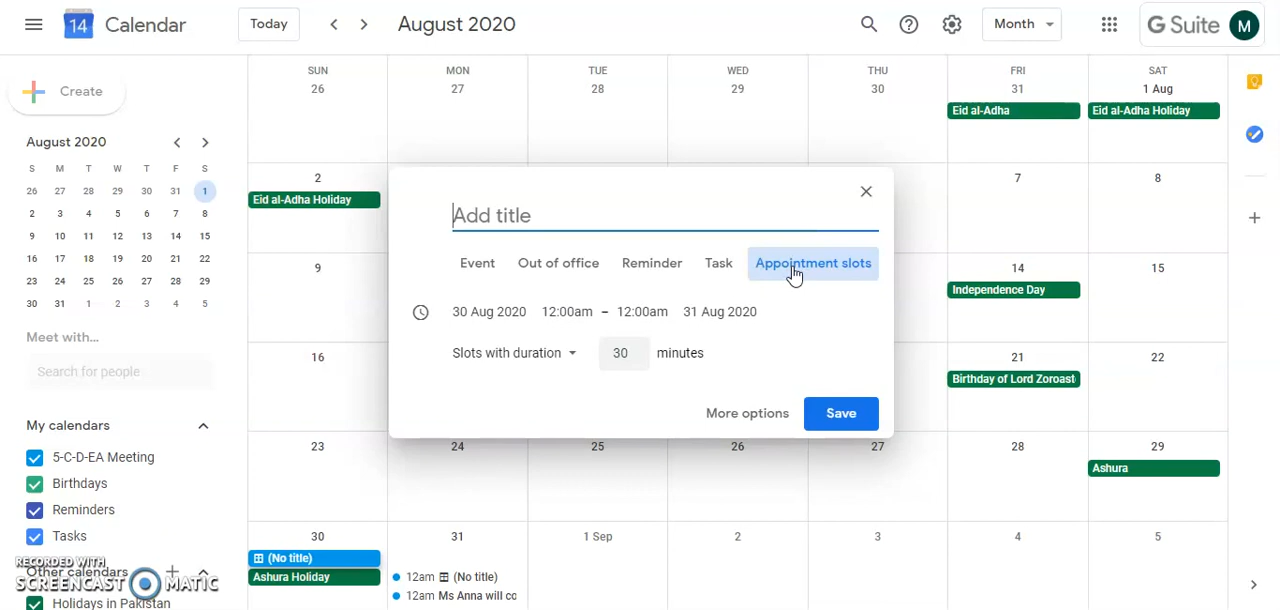 14 Calendar Today August 2020 Month G Suite M
Create
August 2020
S M T W T F S
26 27 28 29 30 31 1
2 3 4 5 6 7 8
9 10 11 12 13 14 15
16 17 18 19 20 21 22
23 24 25 26 27 28 29
30 31 1 2 3 4 5
Meet with...
Search for people
My calendars
5-C-D-EA Meeting
Birthdays
Reminders
Tasks
Other calendars
Holidays in Pakistan
RECORDED WITH
SCREENCAST MATIC
SUN MON TUE WED THU FRI SAT
26 27 28 29 30 31 1 Aug
Eid al-Adha Eid al-Adha Holiday
2 7 8
Eid al-Adha Holiday
9 14 15
Independence Day
16 21 22
Birthday of Lord Zoroast
23 24 25 26 27 28 29
Ashura
30 31 1 Sep 2 3 4 5
(No title)
Ashura Holiday 12am (No title)
12am Ms Anna will co
Add title
Event Out of office Reminder Task Appointment slots
30 Aug 2020 12:00am – 12:00am 31 Aug 2020
Slots with duration 30 minutes
More options Save